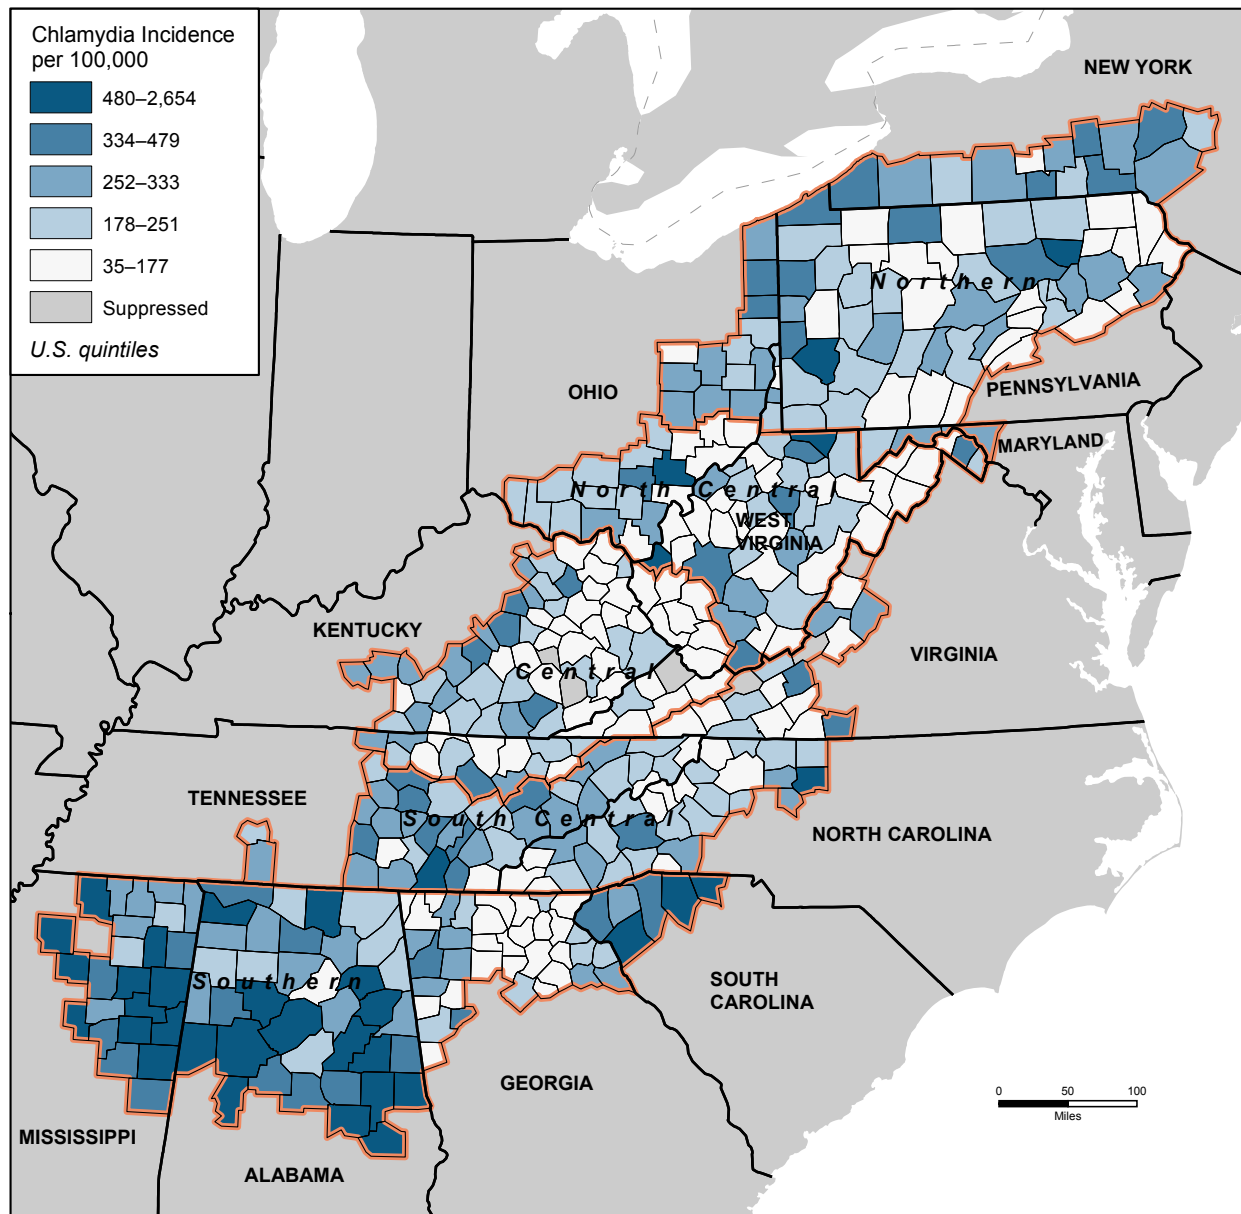 Chlamydia Incidence
per 100,000
480–2,654
334–479
252–333
178–251
35–177
Suppressed
U.S. quintiles
NEW YORK
Northern
PENNSYLVANIA
OHIO
MARYLAND
North Central
WEST
VIRGINIA
KENTUCKY
VIRGINIA
Central
TENNESSEE
South Central
NORTH CAROLINA
Southern
SOUTH
CAROLINA
GEORGIA
0 50 100
Miles
MISSISSIPPI
ALABAMA